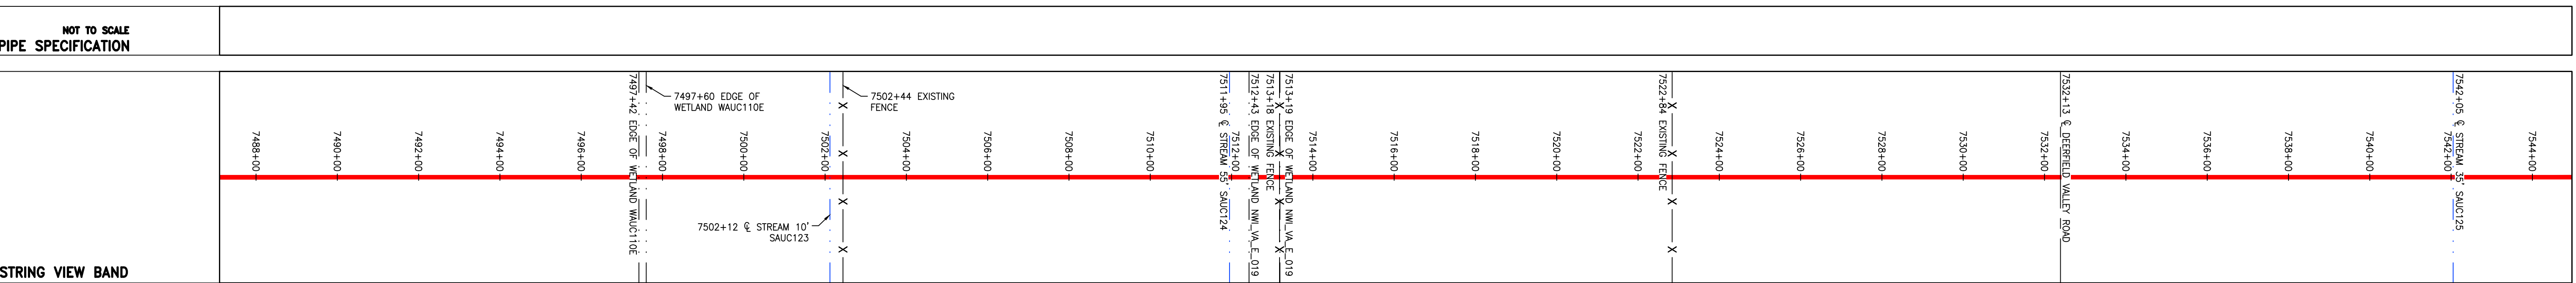 NOT TO SCALE
PIPE SPECIFICATION
STRING VIEW BAND
7488+00
7490+00
7492+00
7494+00
7496+00
7497+42 EDGE OF WETLAND WAUC110E
7497+60 EDGE OF
WETLAND WAUC110E
7498+00
7500+00
7502+00
7502+12 ℄ STREAM 10'
SAUC123
7502+44 EXISTING
FENCE
7504+00
7506+00
7508+00
7510+00
7511+95 ℄ STREAM 55' SAUC124
7512+00
7512+43 EDGE OF WETLAND NWI_VA_E_019
7513+18 EXISTING FENCE
7513+19 EDGE OF WETLAND NWI_VA_E_019
7514+00
7516+00
7518+00
7520+00
7522+00
7522+84 EXISTING FENCE
7524+00
7526+00
7528+00
7530+00
7532+00
7532+13 ℄ DEERFIELD VALLEY ROAD
7534+00
7536+00
7538+00
7540+00
7542+00
7542+05 ℄ STREAM 35' SAUC125
7544+00